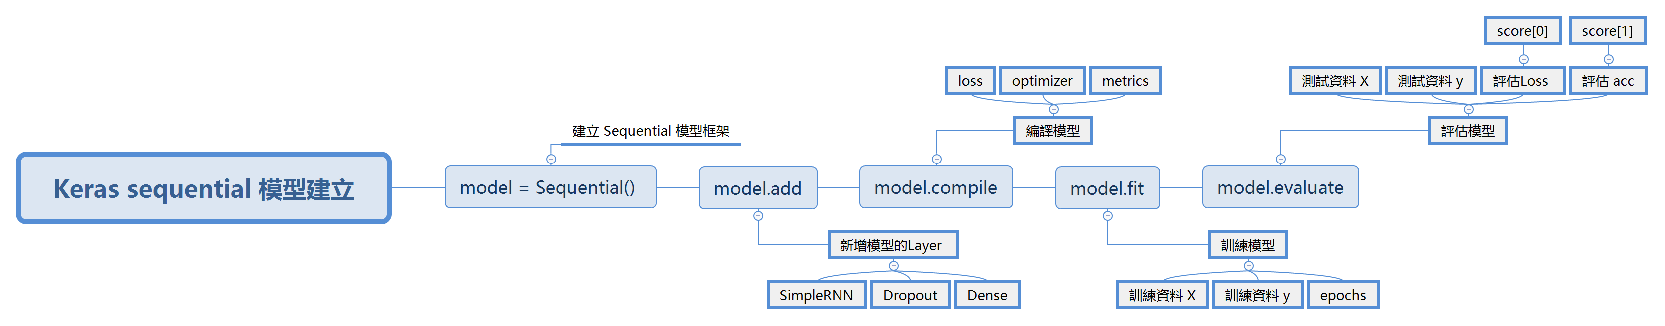 score[0] score[1]
loss optimizer metrics 測試資料 X 測試資料 y 評估Loss 評估 acc
建立 Sequential 模型框架 編譯模型 評估模型
Keras sequential 模型建立 model = Sequential() model.add model.compile model.fit model.evaluate
新增模型的Layer 訓練模型
SimpleRNN Dropout Dense 訓練資料 X 訓練資料 y epochs